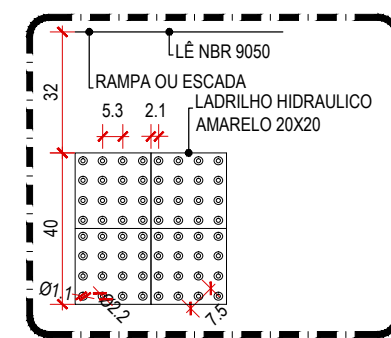 LÊ NBR 9050
RAMPA OU ESCADA
32
5.3 2.1
LADRILHO HIDRAULICO
AMARELO 20X20
40
Ø1.1
Ø2.2
7.5